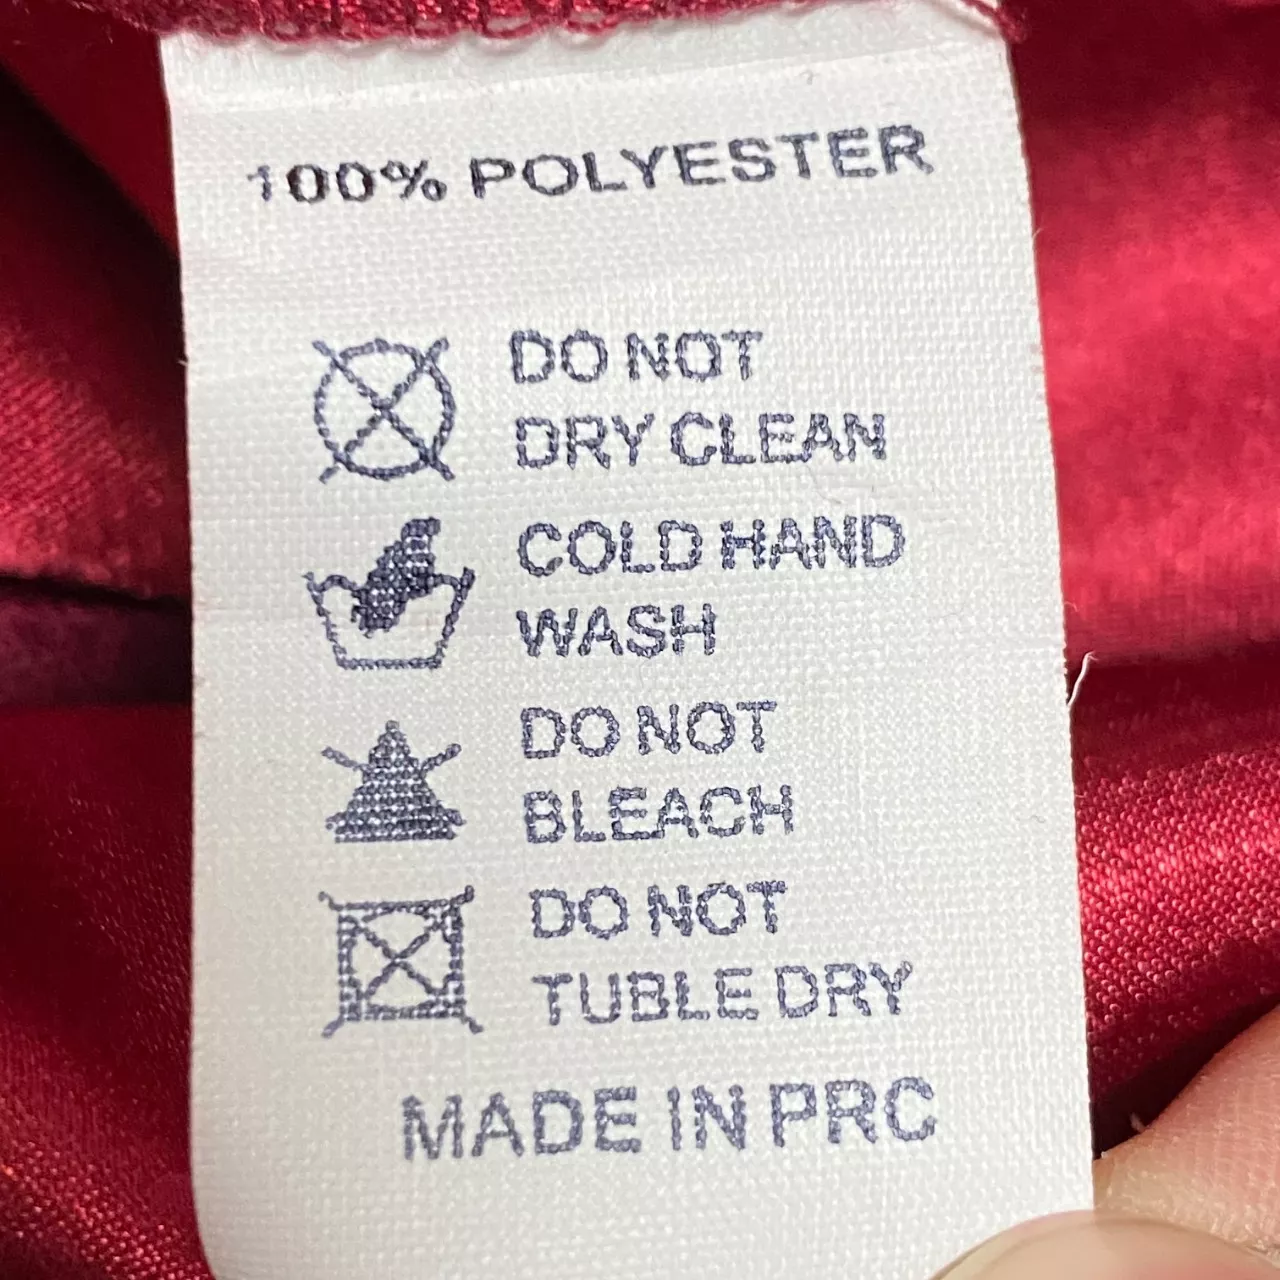 100% POLYESTER
DO NOT
DRY CLEAN
COLD HAND
WASH
DO NOT
BLEACH
DO NOT
TUBLE DRY
MADE IN PRC